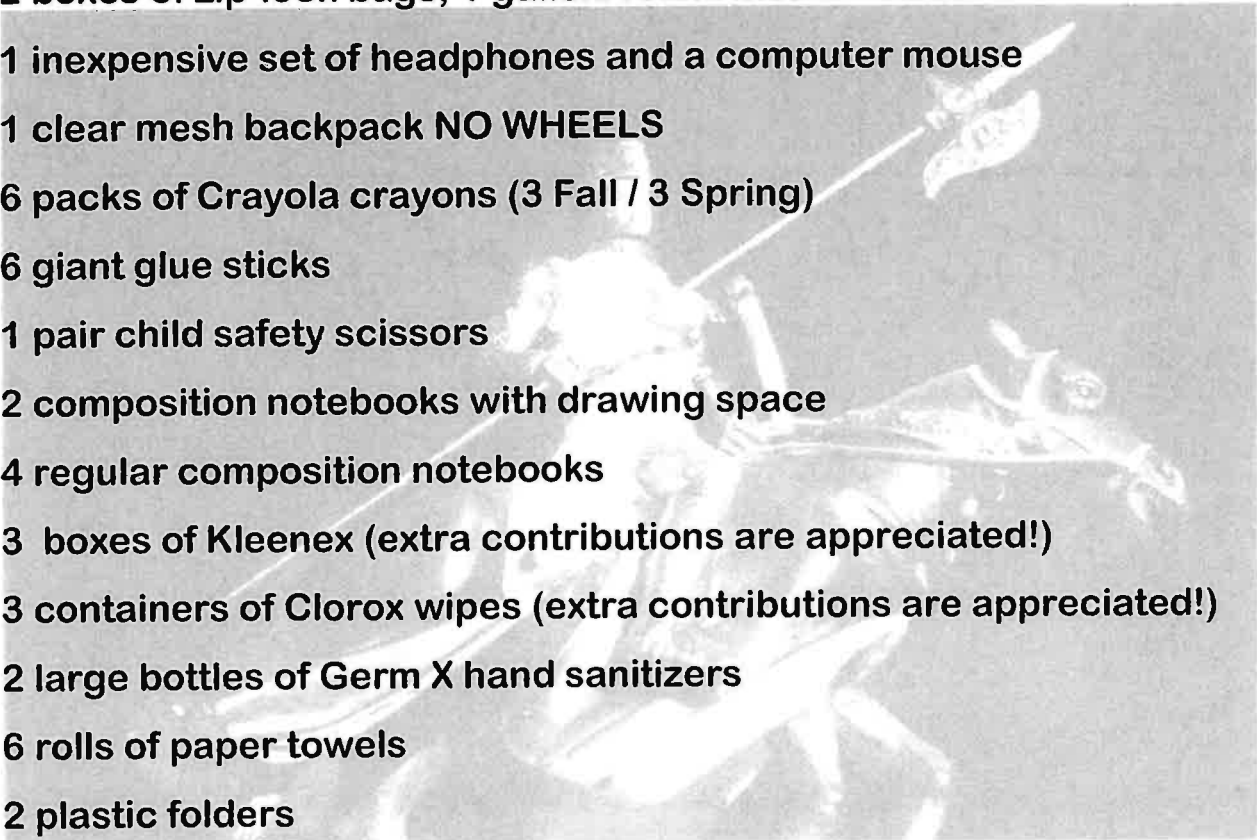 1 inexpensive set of headphones and a computer mouse
1 clear mesh backpack NO WHEELS
6 packs of Crayola crayons (3 Fall / 3 Spring)
6 giant glue sticks
1 pair child safety scissors
2 composition notebooks with drawing space
4 regular composition notebooks
3 boxes of Kleenex (extra contributions are appreciated!)
3 containers of Clorox wipes (extra contributions are appreciated!)
2 large bottles of Germ X hand sanitizers
6 rolls of paper towels
2 plastic folders